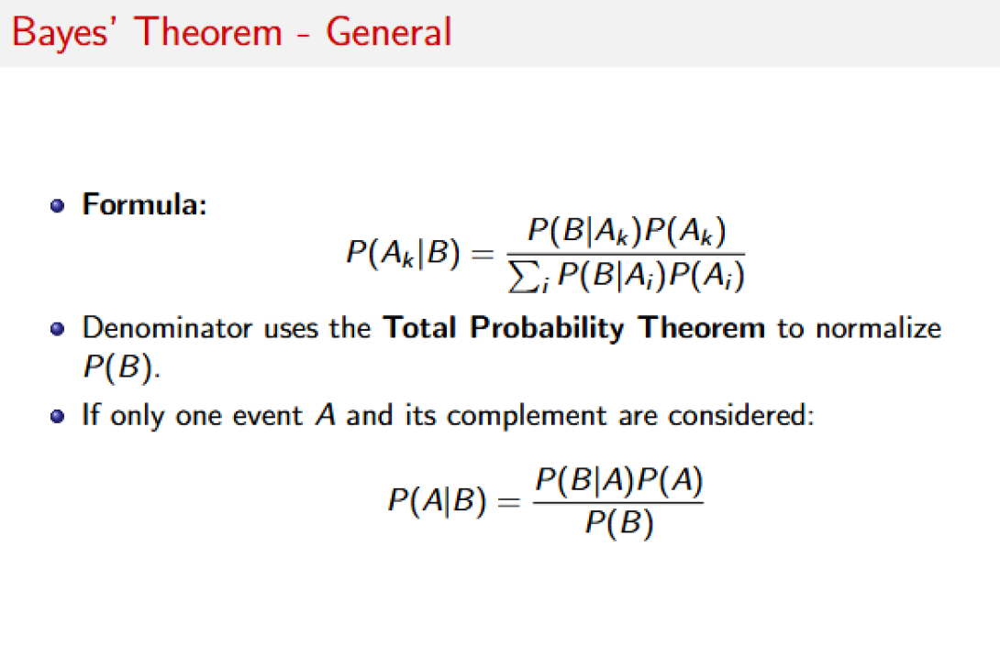 Bayes' Theorem - General
• Formula:
P(A_k|B) = \frac{P(B|A_k)P(A_k)}{\sum_i P(B|A_i)P(A_i)}
• Denominator uses the Total Probability Theorem to normalize
P(B).
• If only one event A and its complement are considered:
P(A|B) = \frac{P(B|A)P(A)}{P(B)}